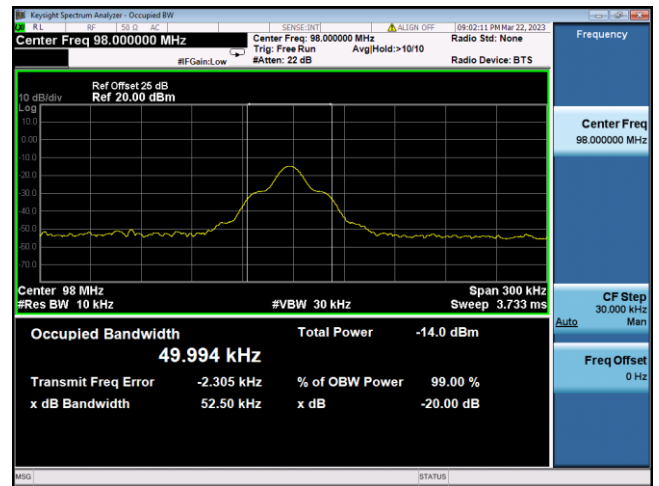 Keysight Spectrum Analyzer - Occupied BW
RL RF 50 Ω AC SENSE:INT ALIGN OFF 09:02:11 PM Mar 22, 2023
Center Freq 98.000000 MHz
Center Freq: 98.000000 MHz
Radio Std: None
Trig: Free Run Avg|Hold:>10/10
#IFGain:Low
#Atten: 22 dB
Radio Device: BTS
Ref Offset 25 dB
10 dB/div Ref 20.00 dBm
Log
10.0
0.00
-10.0
-20.0
-30.0
-40.0
-50.0
-60.0
-70.0
Center 98 MHz Span 300 kHz
#Res BW 10 kHz #VBW 30 kHz Sweep 3.733 ms
Occupied Bandwidth Total Power -14.0 dBm
49.994 kHz
Transmit Freq Error -2.305 kHz % of OBW Power 99.00 %
x dB Bandwidth 52.50 kHz x dB -20.00 dB
MSG STATUS
Frequency
Center Freq
98.000000 MHz
CF Step
30.000 kHz
Auto Man
Freq Offset
0 Hz